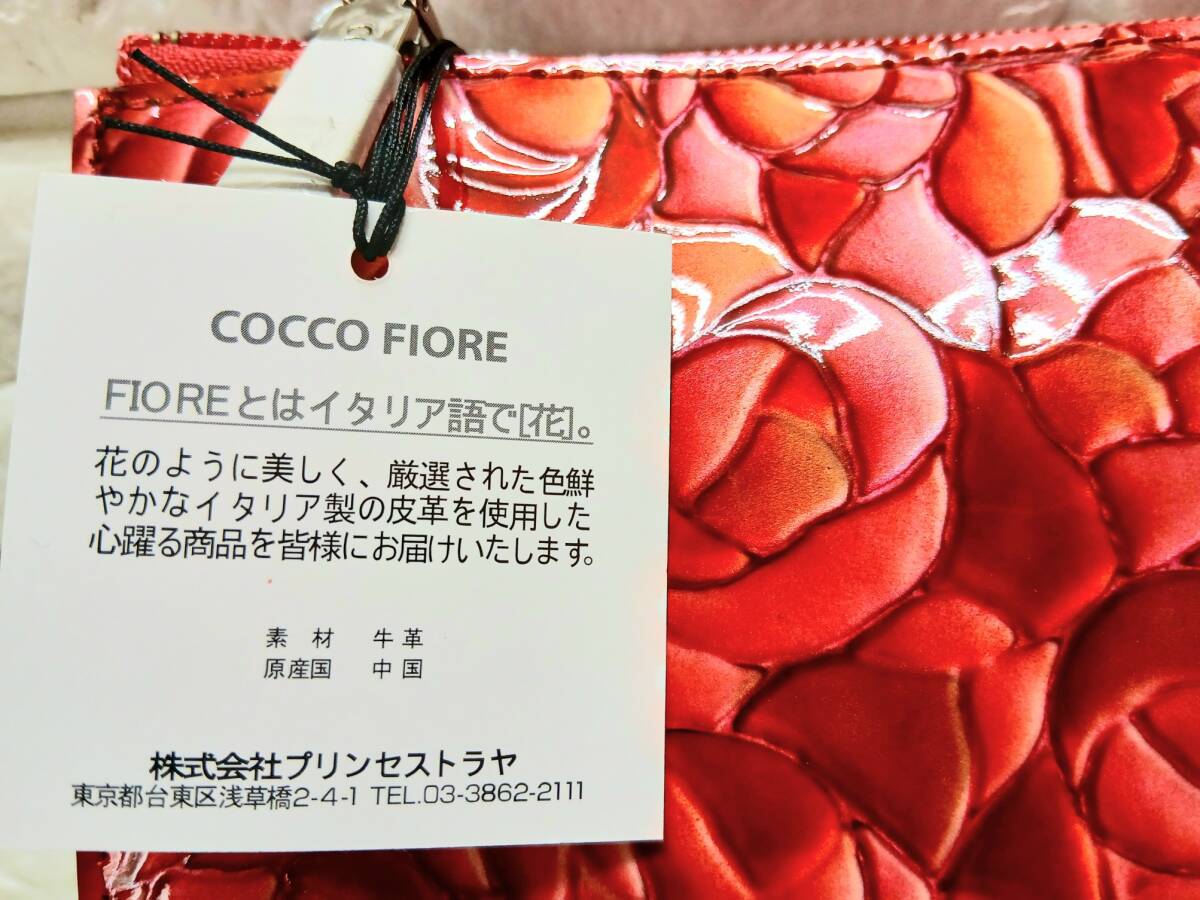 COCCO FIORE
FIOREとはイタリア語で[花]。
花のように美しく、厳選された色鮮
やかなイタリア製の皮革を使用した
心躍る商品を皆様にお届けいたします。
素 材 牛 革
原産国 中 国
株式会社プリンセストラヤ
東京都台東区浅草橋2-4-1 TEL.03-3862-2111